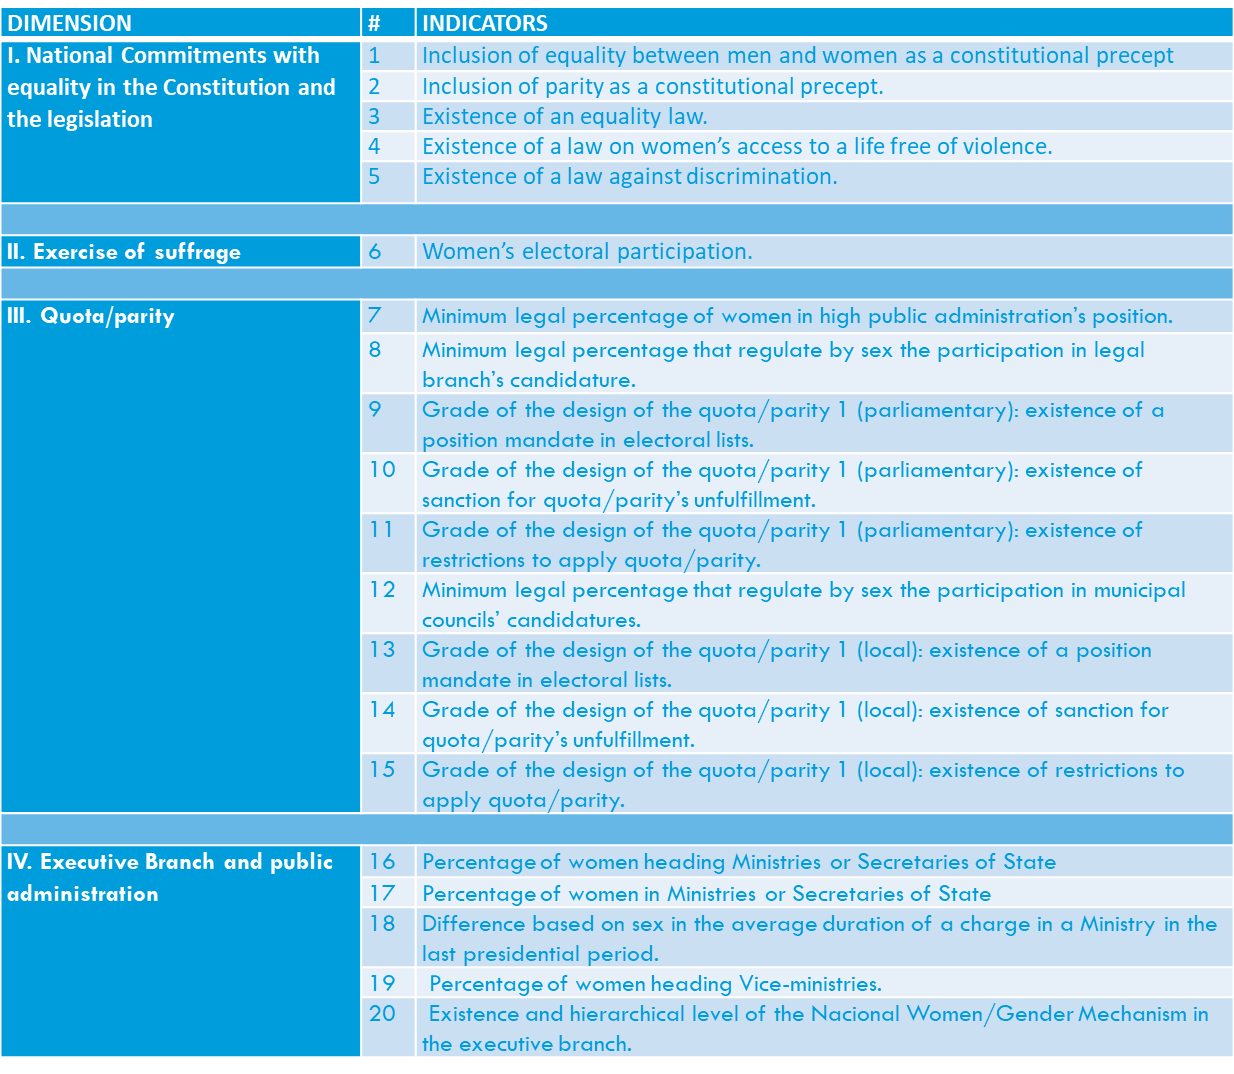 DIMENSION # INDICATORS
I. National Commitments with equality in the Constitution and the legislation
1 Inclusion of equality between men and women as a constitutional precept
2 Inclusion of parity as a constitutional precept.
3 Existence of an equality law.
4 Existence of a law on women’s access to a life free of violence.
5 Existence of a law against discrimination.
II. Exercise of suffrage
6 Women’s electoral participation.
III. Quota/parity
7 Minimum legal percentage of women in high public administration’s position.
8 Minimum legal percentage that regulate by sex the participation in legal
branch’s candidature.
9 Grade of the design of the quota/parity 1 (parliamentary): existence of a
position mandate in electoral lists.
10 Grade of the design of the quota/parity 1 (parliamentary): existence of
sanction for quota/parity’s unfulfillment.
11 Grade of the design of the quota/parity 1 (parliamentary): existence of
restrictions to apply quota/parity.
12 Minimum legal percentage that regulate by sex the participation in municipal
councils’ candidatures.
13 Grade of the design of the quota/parity 1 (local): existence of a position
mandate in electoral lists.
14 Grade of the design of the quota/parity 1 (local): existence of sanction for
quota/parity’s unfulfillment.
15 Grade of the design of the quota/parity 1 (local): existence of restrictions to
apply quota/parity.
IV. Executive Branch and public
administration
16 Percentage of women heading Ministries or Secretaries of State
17 Percentage of women in Ministries or Secretaries of State
18 Difference based on sex in the average duration of a charge in a Ministry in the
last presidential period.
19 Percentage of women heading Vice-ministries.
20 Existence and hierarchical level of the Nacional Women/Gender Mechanism in
the executive branch.